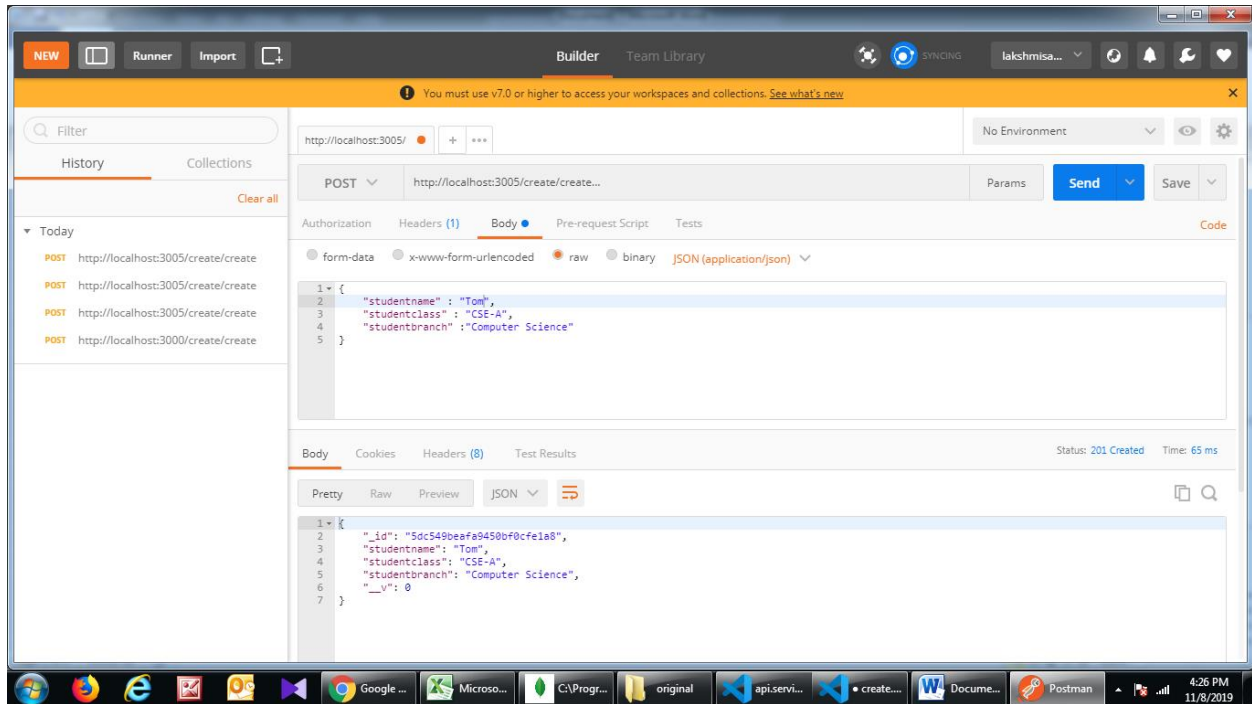 NEW Runner Import Builder Team Library SYNCING lakshmisa...
You must use v7.0 or higher to access your workspaces and collections. See what's new
Filter
History Collections
Clear all
Today
POST http://localhost:3005/create/create
POST http://localhost:3005/create/create
POST http://localhost:3005/create/create
POST http://localhost:3000/create/create
http://localhost:3005/ + •••
No Environment
POST http://localhost:3005/create/create... Params Send Save
Authorization Headers (1) Body Pre-request Script Tests Code
form-data x-www-form-urlencoded raw binary JSON (application/json)
1 {
2 "studentname" : "Tom",
3 "studentclass" : "CSE-A",
4 "studentbranch" :"Computer Science"
5 }
Body Cookies Headers (8) Test Results Status: 201 Created Time: 65 ms
Pretty Raw Preview JSON
1 {
2 "_id": "5dc549beafa9450bf0cfe1a8",
3 "studentname": "Tom",
4 "studentclass": "CSE-A",
5 "studentbranch": "Computer Science",
6 "__v": 0
7 }
Google ... Microso... C:\Progr... original api.servi... • create.... Docume... Postman 4:26 PM
11/8/2019